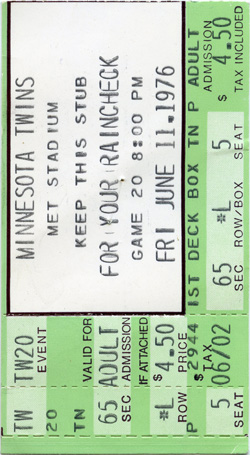 MINNESOTA TWINS
MET STADIUM
KEEP THIS STUB
FOR YOUR RAINCHECK
GAME 20 8:00 PM
FRI JUNE 11.1976
1ST DECK BOX TN P ADULT
ADMISSION
4.50
TAX INCLUDED
65 *L 5
SEC ROW/BOX SEAT
TW TW20
EVENT
20 TN
VALID FOR
65 ADULT
SEC ADMISSION
IF ATTACHED
*L $4.50
ROW PRICE
P 2944
TAX
5 06/02
SEAT